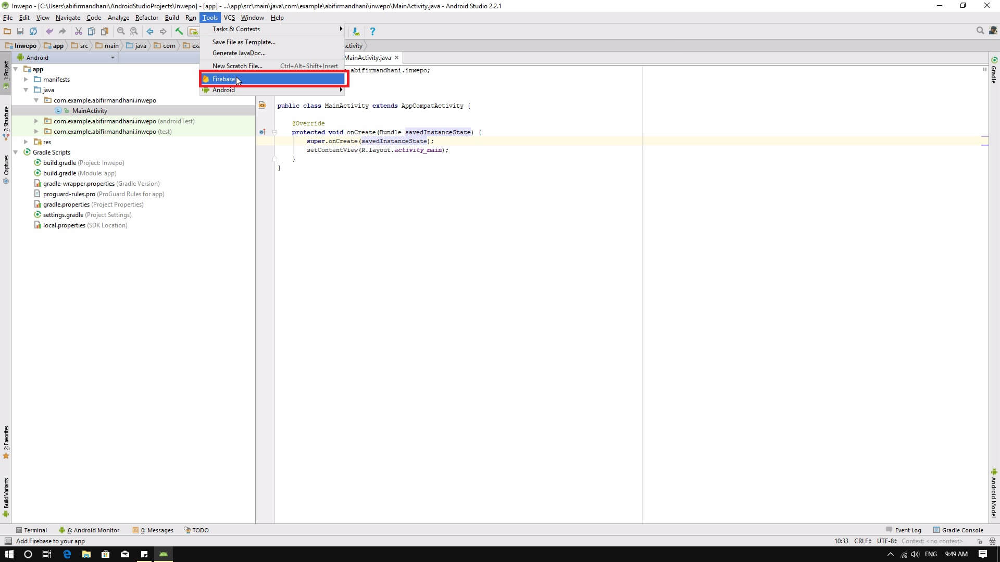 Inwepo - [C:\Users\abifirmandhani\AndroidStudioProjects\Inwepo] - [app] - ...\app\src\main\java\com\example\abifirmandhani\inwepo\MainActivity.java - Android Studio 2.2.1
File Edit View Navigate Code Analyze Refactor Build Run Tools VCS Window Help
Tasks & Contexts
Save File as Template...
Generate JavaDoc...
New Scratch File... Ctrl+Alt+Shift+Insert
Firebase
Android
Inwepo app src main java com exa ctivity
Android
MainActivity.java
1: Project
7: Structure
Captures
2: Favorites
Build Variants
app
manifests
java
com.example.abifirmandhani.inwepo
MainActivity
com.example.abifirmandhani.inwepo (androidTest)
com.example.abifirmandhani.inwepo (test)
res
Gradle Scripts
build.gradle (Project: Inwepo)
build.gradle (Module: app)
gradle-wrapper.properties (Gradle Version)
proguard-rules.pro (ProGuard Rules for app)
gradle.properties (Project Properties)
settings.gradle (Project Settings)
local.properties (SDK Location)
abifirmandhani.inwepo;
public class MainActivity extends AppCompatActivity {
@Override
protected void onCreate(Bundle savedInstanceState) {
super.onCreate(savedInstanceState);
setContentView(R.layout.activity_main);
}
}
Gradle
Android Model
Terminal 6: Android Monitor 0: Messages TODO Event Log Gradle Console
Add Firebase to your app 10:33 CRLF UTF-8 Context: <no context>
ENG 9:49 AM